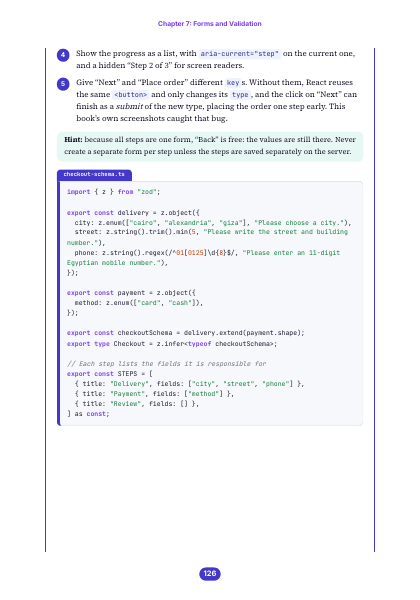 Chapter 7: Forms and Validation
4 Show the progress as a list, with aria-current="step" on the current one,
and a hidden “Step 2 of 3” for screen readers.
5 Give “Next” and “Place order” different key s. Without them, React reuses
the same <button> and only changes its type , and the click on “Next” can
finish as a submit of the new type, placing the order one step early. This
book’s own screenshots caught that bug.
Hint: because all steps are one form, “Back” is free: the values are still there. Never
create a separate form per step unless the steps are saved separately on the server.
checkout-schema.ts
import { z } from "zod";
export const delivery = z.object({
city: z.enum(["cairo", "alexandria", "giza"], "Please choose a city."),
street: z.string().trim().min(5, "Please write the street and building
number."),
phone: z.string().regex(/^01[0125]\d{8}$/, "Please enter an 11-digit
Egyptian mobile number."),
});
export const payment = z.object({
method: z.enum(["card", "cash"]),
});
export const checkoutSchema = delivery.extend(payment.shape);
export type Checkout = z.infer<typeof checkoutSchema>;
// Each step lists the fields it is responsible for
export const STEPS = [
{ title: "Delivery", fields: ["city", "street", "phone"] },
{ title: "Payment", fields: ["method"] },
{ title: "Review", fields: [] },
] as const;
126